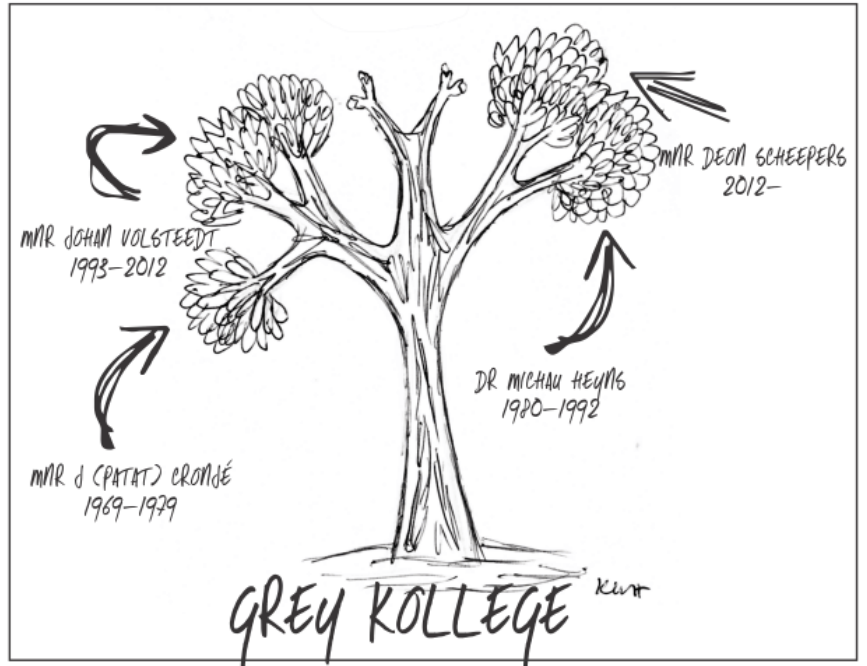 MNR DEON SCHEEPERS
2012–
MNR JOHAN VOLSTEEDT
1993–2012
DR MICHAU HEYNS
1980–1992
MNR J (PATAT) CRONJÉ
1969–1979
GREY KOLLEGE